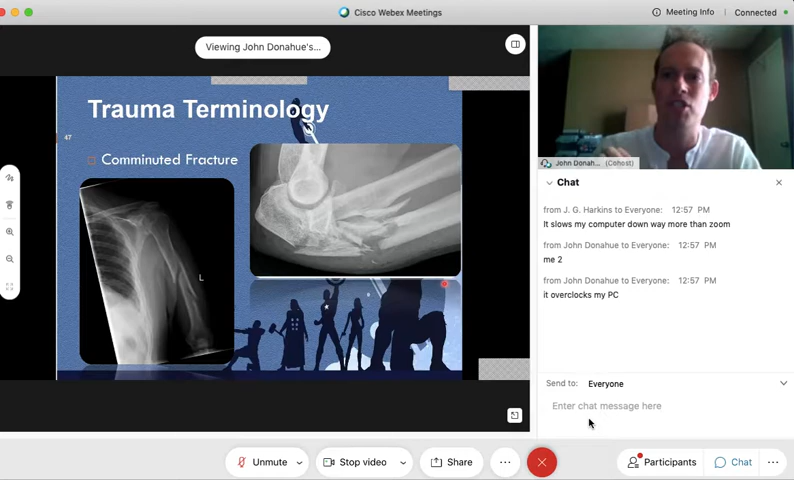 Cisco Webex Meetings
Meeting Info
Connected
Viewing John Donahue's...
Trauma Terminology
47
Comminuted Fracture
L
John Donah... (Cohost)
Chat
from J. G. Harkins to Everyone: 12:57 PM
It slows my computer down way more than zoom
from John Donahue to Everyone: 12:57 PM
me 2
from John Donahue to Everyone: 12:57 PM
it overclocks my PC
Send to: Everyone
Enter chat message here
Unmute
Stop video
Share
Participants
Chat